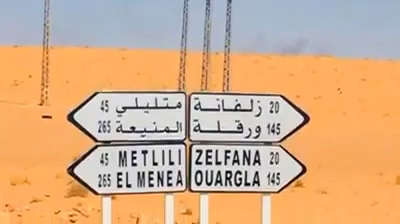 45 متليلي
265 المنيعة
زلفانة 20
ورقلة 145
45 METLILI
265 EL MENEA
ZELFANA 20
OUARGLA 145